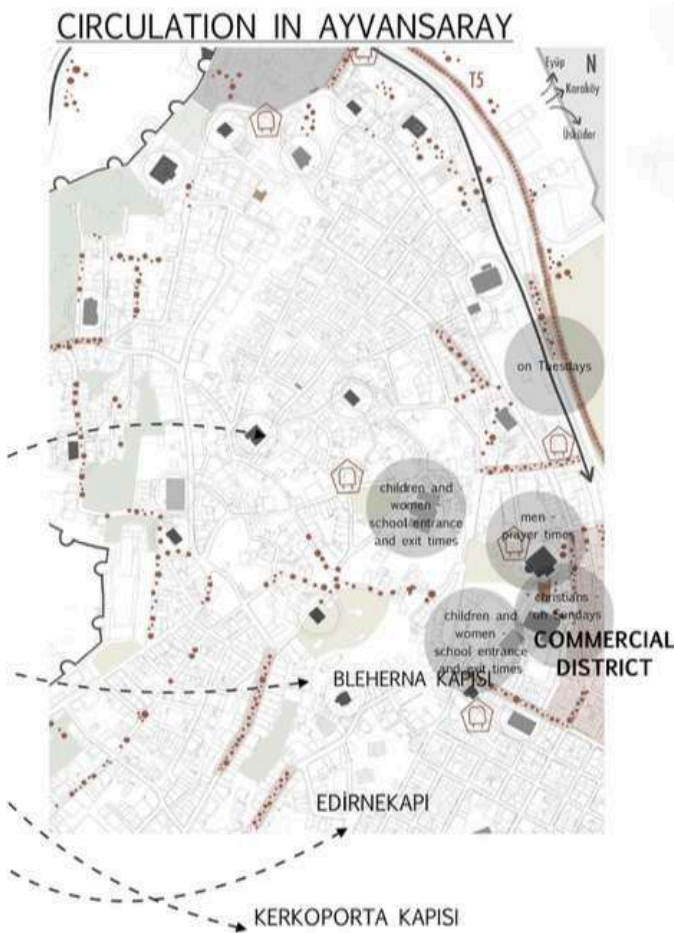 CIRCULATION IN AYVANSARAY
T5
Eyüp
N
Karaköy
Üsküdar
on Tuesdays
children and
women -
school entrance
and exit times
men -
prayer times
christians -
on Sundays
children and
women -
school entrance
and exit times
COMMERCIAL
DISTRICT
BLEHERNA KAPISI
EDİRNEKAPI
KERKOPORTA KAPISI